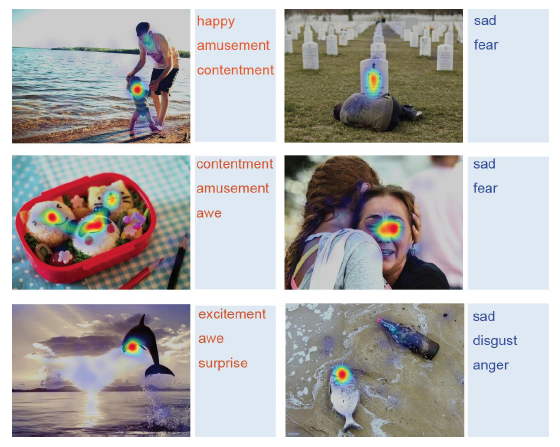 happy
amusement
contentment
sad
fear
contentment
amusement
awe
sad
fear
excitement
awe
surprise
sad
disgust
anger